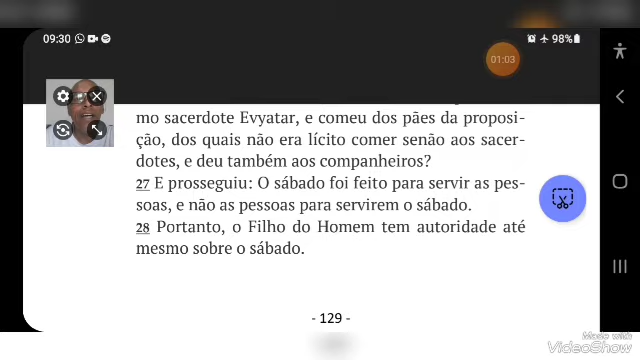 09:30
98%
01:03
mo sacerdote Evyatar, e comeu dos pães da proposi-
ção, dos quais não era lícito comer senão aos sacer-
dotes, e deu também aos companheiros?
27 E prosseguiu: O sábado foi feito para servir as pes-
soas, e não as pessoas para servirem o sábado.
28 Portanto, o Filho do Homem tem autoridade até
mesmo sobre o sábado.
- 129 -
Made with
VideoShow